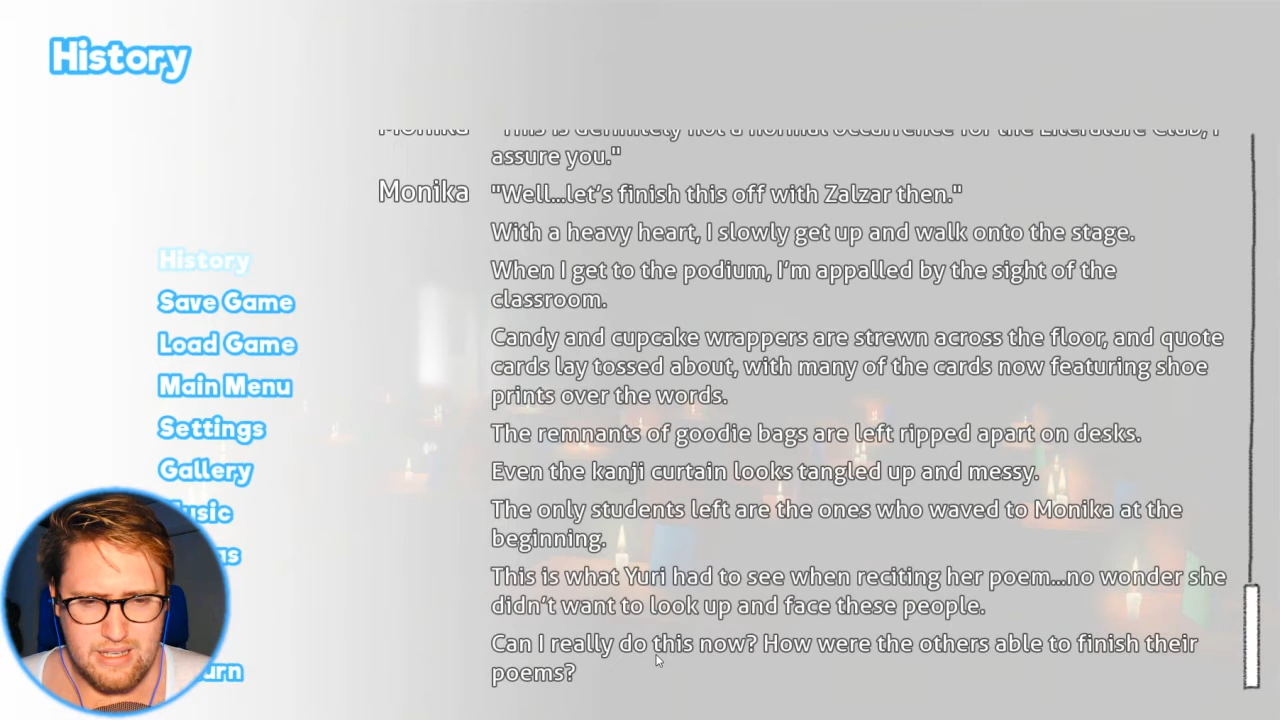 History
Monika "This is definitely not a normal occurrence for the Literature Club, I
assure you."
Monika "Well...let's finish this off with Zalzar then."
With a heavy heart, I slowly get up and walk onto the stage.
When I get to the podium, I'm appalled by the sight of the
classroom.
Candy and cupcake wrappers are strewn across the floor, and quote
cards lay tossed about, with many of the cards now featuring shoe
prints over the words.
The remnants of goodie bags are left ripped apart on desks.
Even the kanji curtain looks tangled up and messy.
The only students left are the ones who waved to Monika at the
beginning.
This is what Yuri had to see when reciting her poem...no wonder she
didn't want to look up and face these people.
Can I really do this now? How were the others able to finish their
poems?
History
Save Game
Load Game
Main Menu
Settings
Gallery